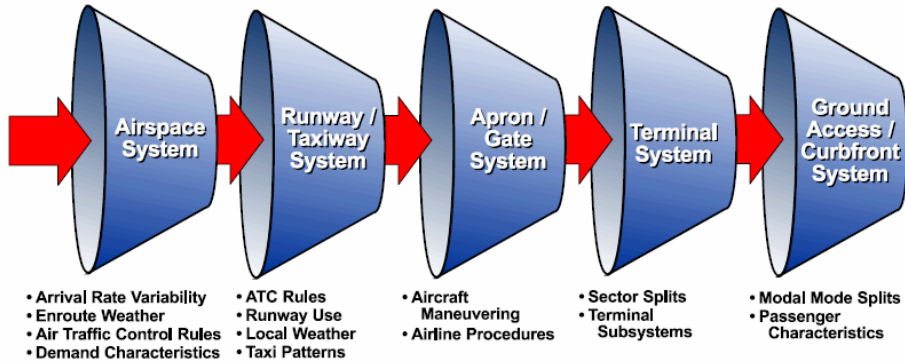 Airspace
System
Runway /
Taxiway
System
Apron /
Gate
System
Terminal
System
Ground
Access /
Curbfront
System
• Arrival Rate Variability
• Enroute Weather
• Air Traffic Control Rules
• Demand Characteristics
• ATC Rules
• Runway Use
• Local Weather
• Taxi Patterns
• Aircraft
Maneuvering
• Airline Procedures
• Sector Splits
• Terminal
Subsystems
• Modal Mode Splits
• Passenger
Characteristics